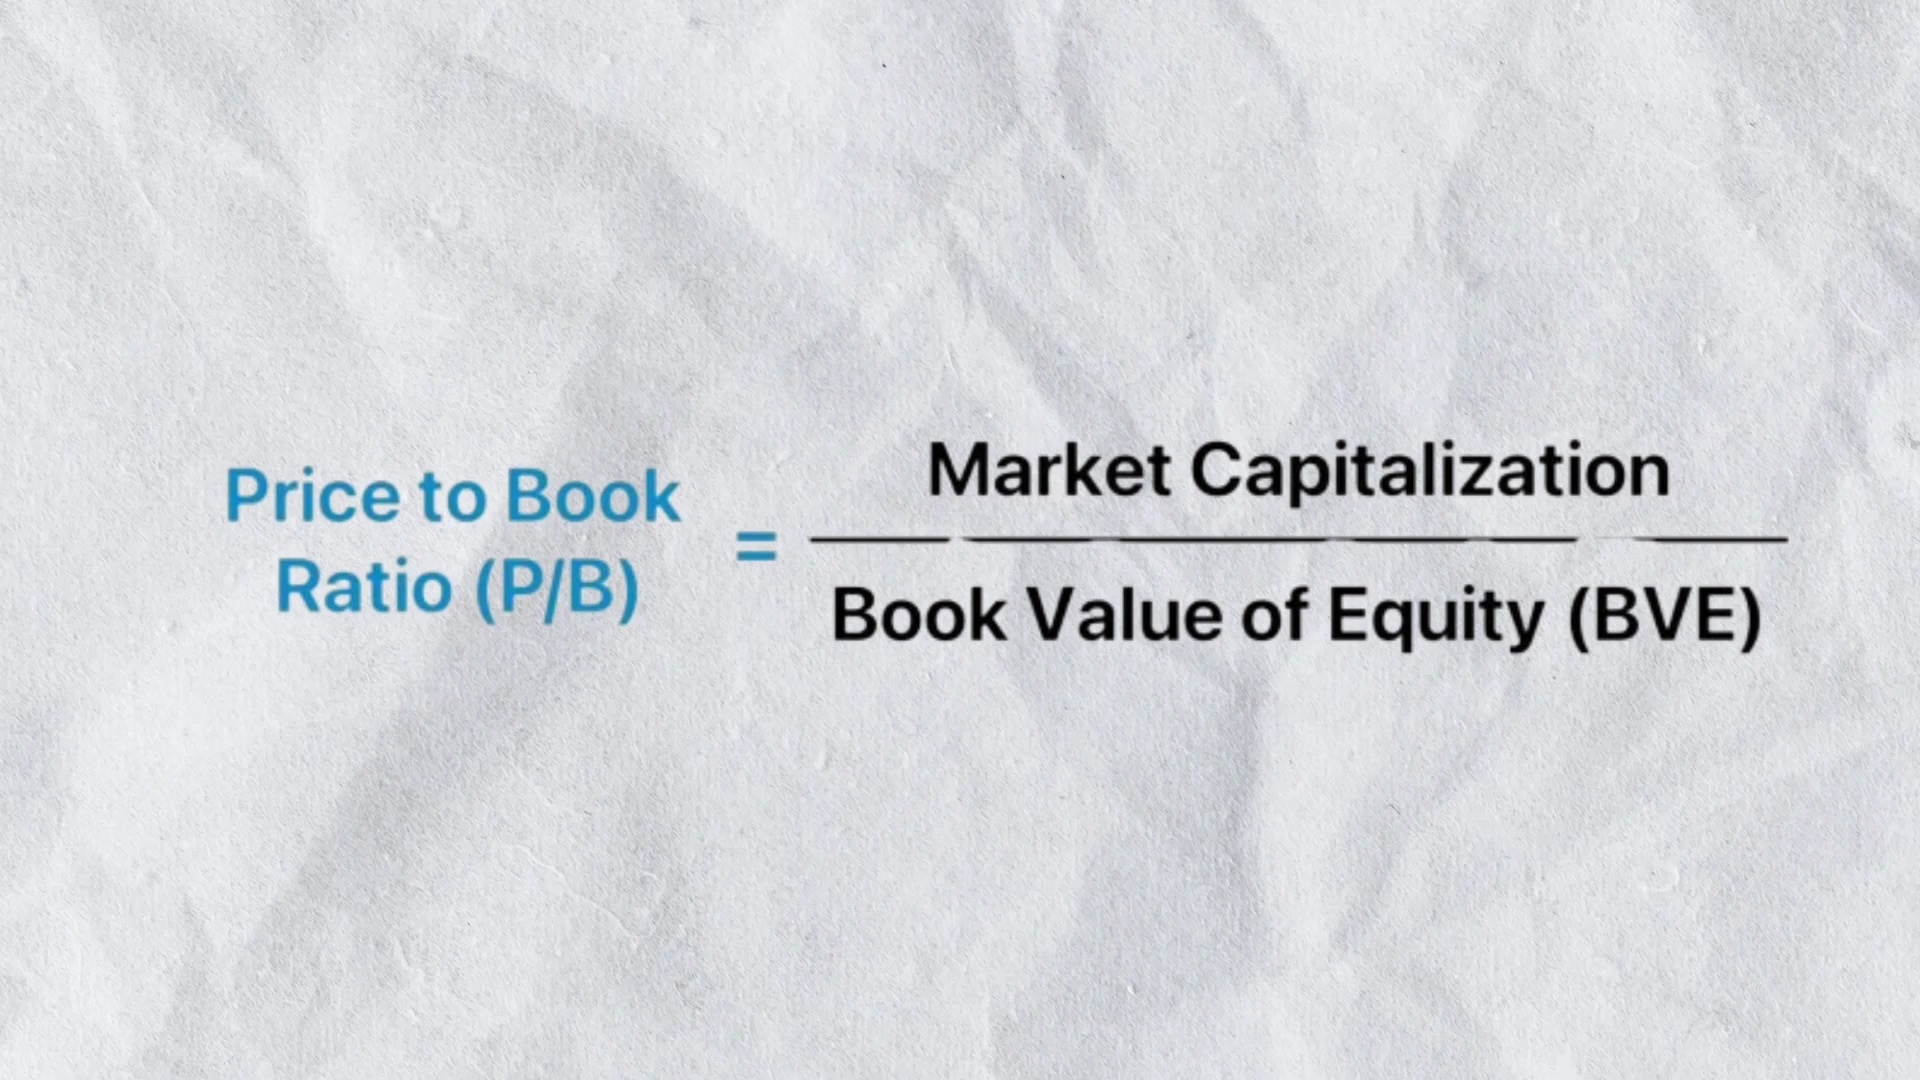 Price to Book
Ratio (P/B)
=
Market Capitalization
Book Value of Equity (BVE)